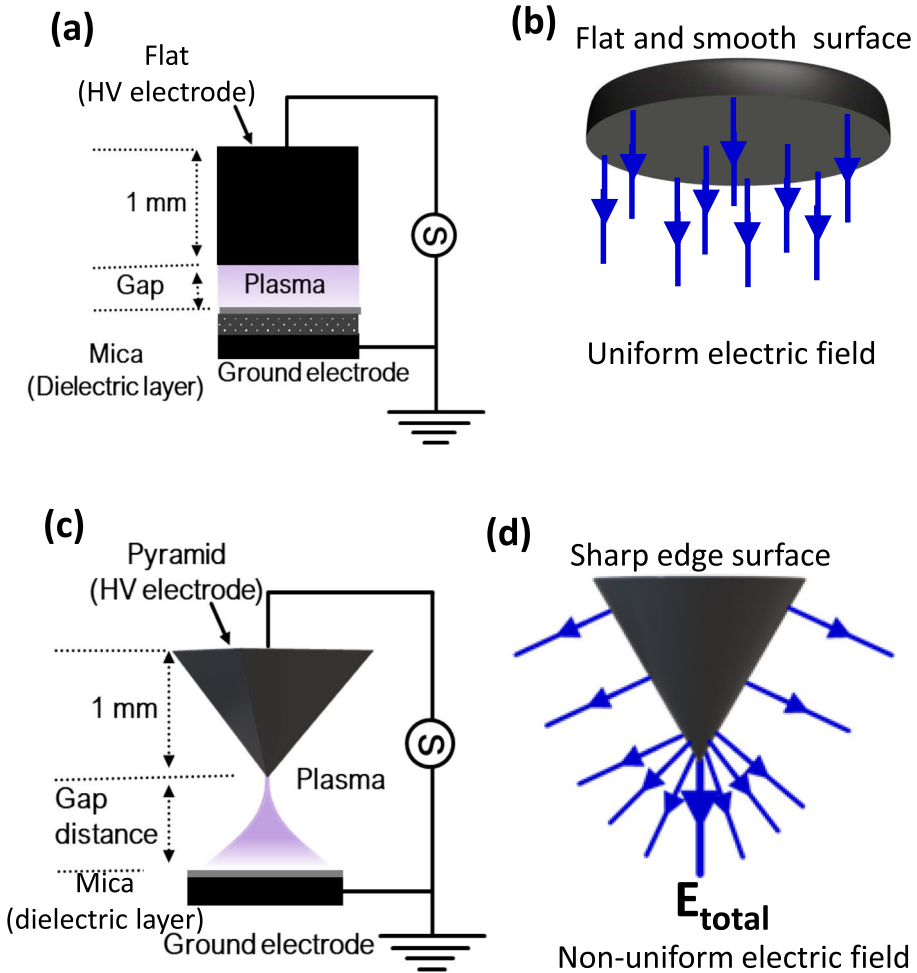 (a)
Flat
(HV electrode)
1 mm
S
Gap
Plasma
Mica
(Dielectric layer)
Ground electrode
(b)
Flat and smooth surface
Uniform electric field
(c)
Pyramid
(HV electrode)
1 mm
S
Plasma
Gap
distance
Mica
(dielectric layer)
Ground electrode
(d)
Sharp edge surface
Etotal
Non-uniform electric field